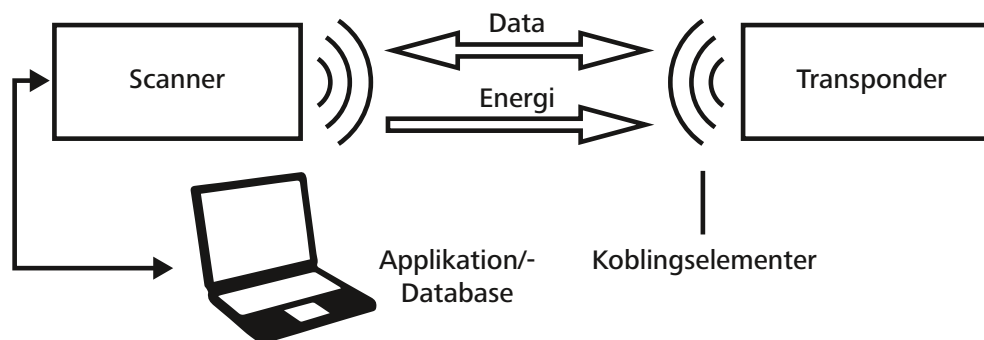 Data
Scanner
Transponder
Energi
Applikation/-
Database
Koblingselementer